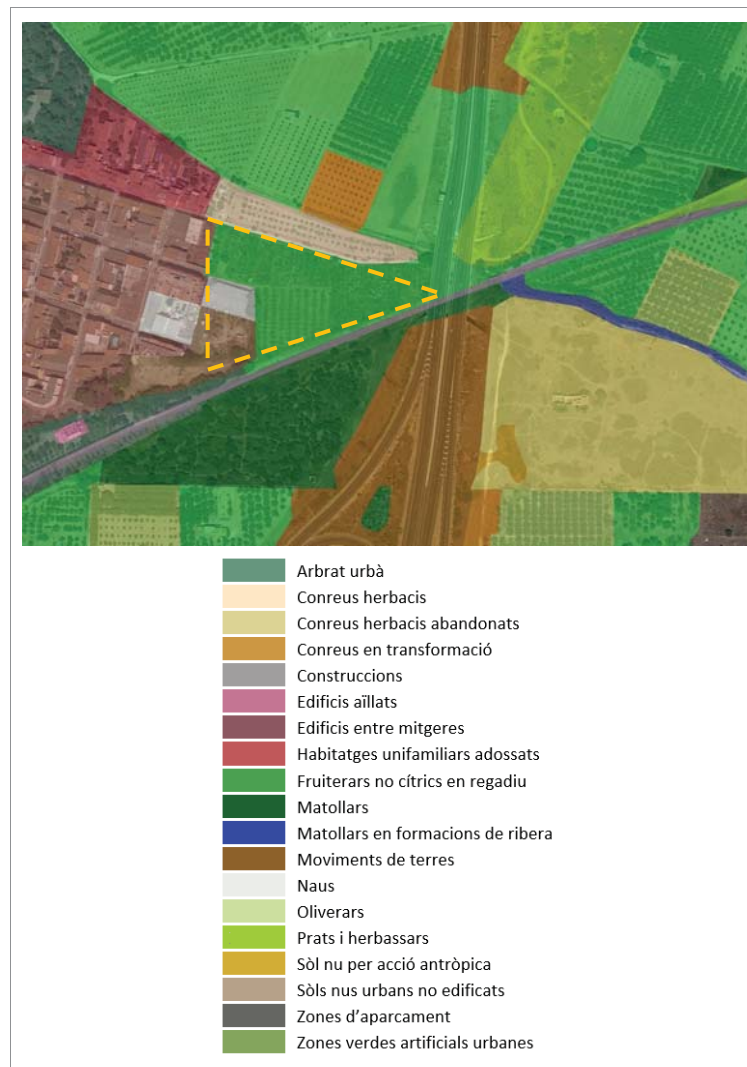 Arbrat urbà
Conreus herbacis
Conreus herbacis abandonats
Conreus en transformació
Construccions
Edificis aïllats
Edificis entre mitgeres
Habitatges unifamiliars adossats
Fruiterars no cítrics en regadiu
Matollars
Matollars en formacions de ribera
Moviments de terres
Naus
Oliverars
Prats i herbassars
Sòl nu per acció antròpica
Sòls nus urbans no edificats
Zones d’aparcament
Zones verdes artificials urbanes